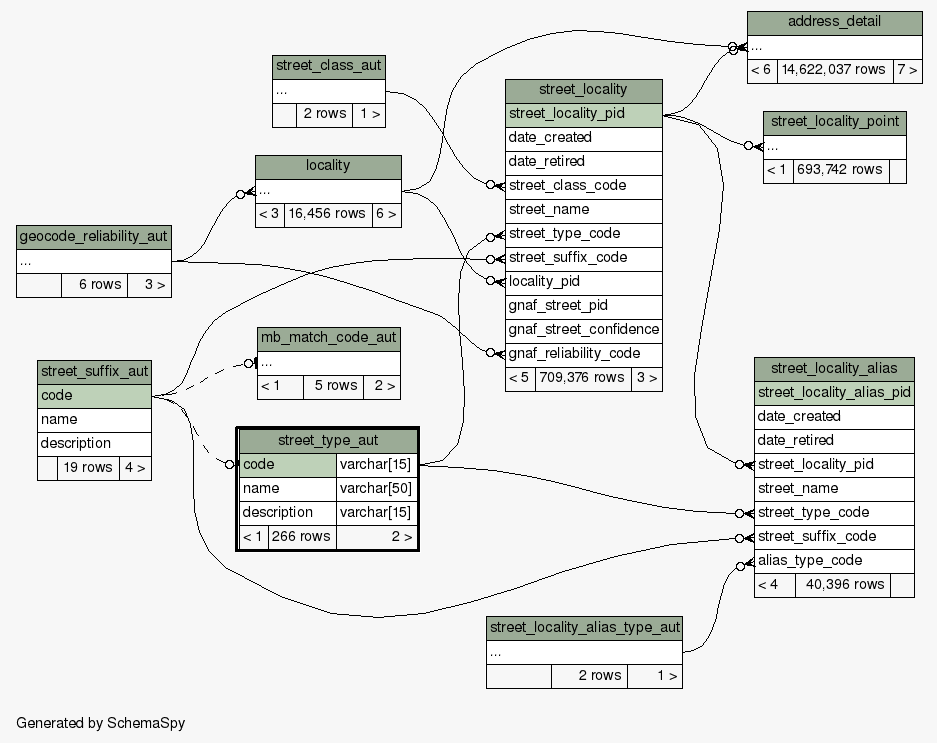 address_detail
...
< 6 14,622,037 rows 7 >
street_class_aut
...
2 rows 1 >
street_locality
street_locality_pid
date_created
date_retired
street_class_code
street_name
street_type_code
street_suffix_code
locality_pid
gnaf_street_pid
gnaf_street_confidence
gnaf_reliability_code
< 5 709,376 rows 3 >
street_locality_point
...
< 1 693,742 rows
locality
...
< 3 16,456 rows 6 >
geocode_reliability_aut
...
6 rows 3 >
mb_match_code_aut
...
< 1 5 rows 2 >
street_suffix_aut
code
name
description
19 rows 4 >
street_type_aut
code varchar[15]
name varchar[50]
description varchar[15]
< 1 266 rows 2 >
street_locality_alias
street_locality_alias_pid
date_created
date_retired
street_locality_pid
street_name
street_type_code
street_suffix_code
alias_type_code
< 4 40,396 rows
street_locality_alias_type_aut
...
2 rows 1 >
Generated by SchemaSpy